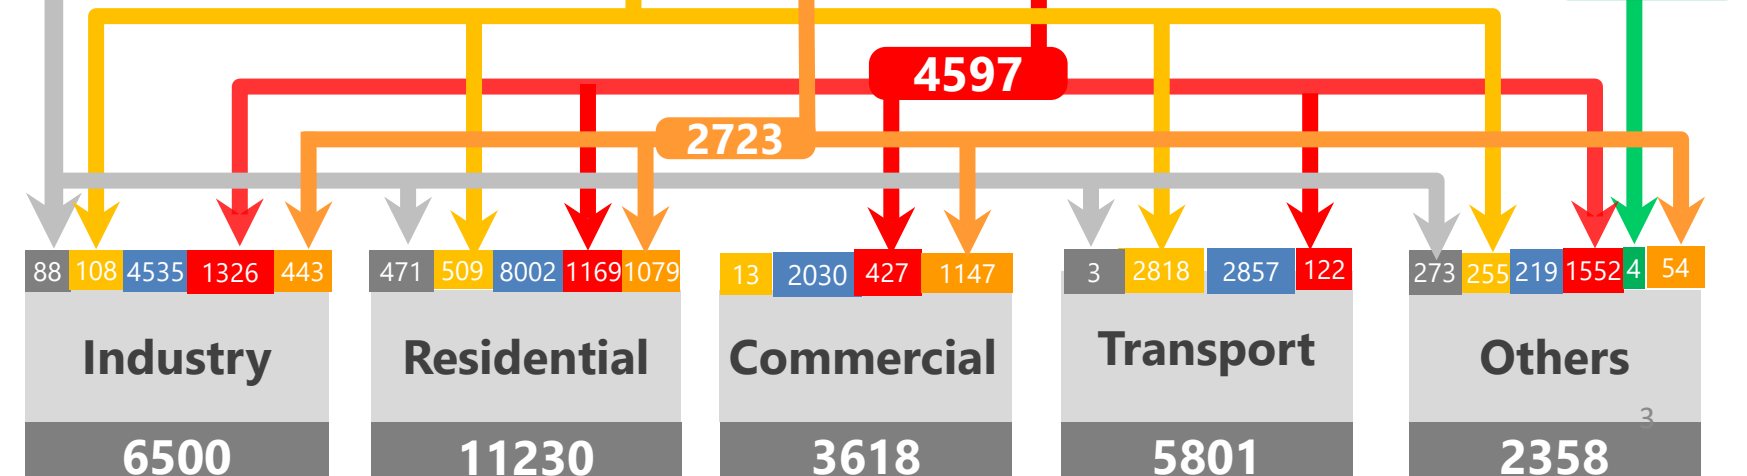 4597
2723
88 108 4535 1326 443
471 509 8002 1169 1079
13 2030 427 1147
3 2818 2857 122
273 255 219 1552 4 54
Industry
Residential
Commercial
Transport
Others
3
6500
11230
3618
5801
2358